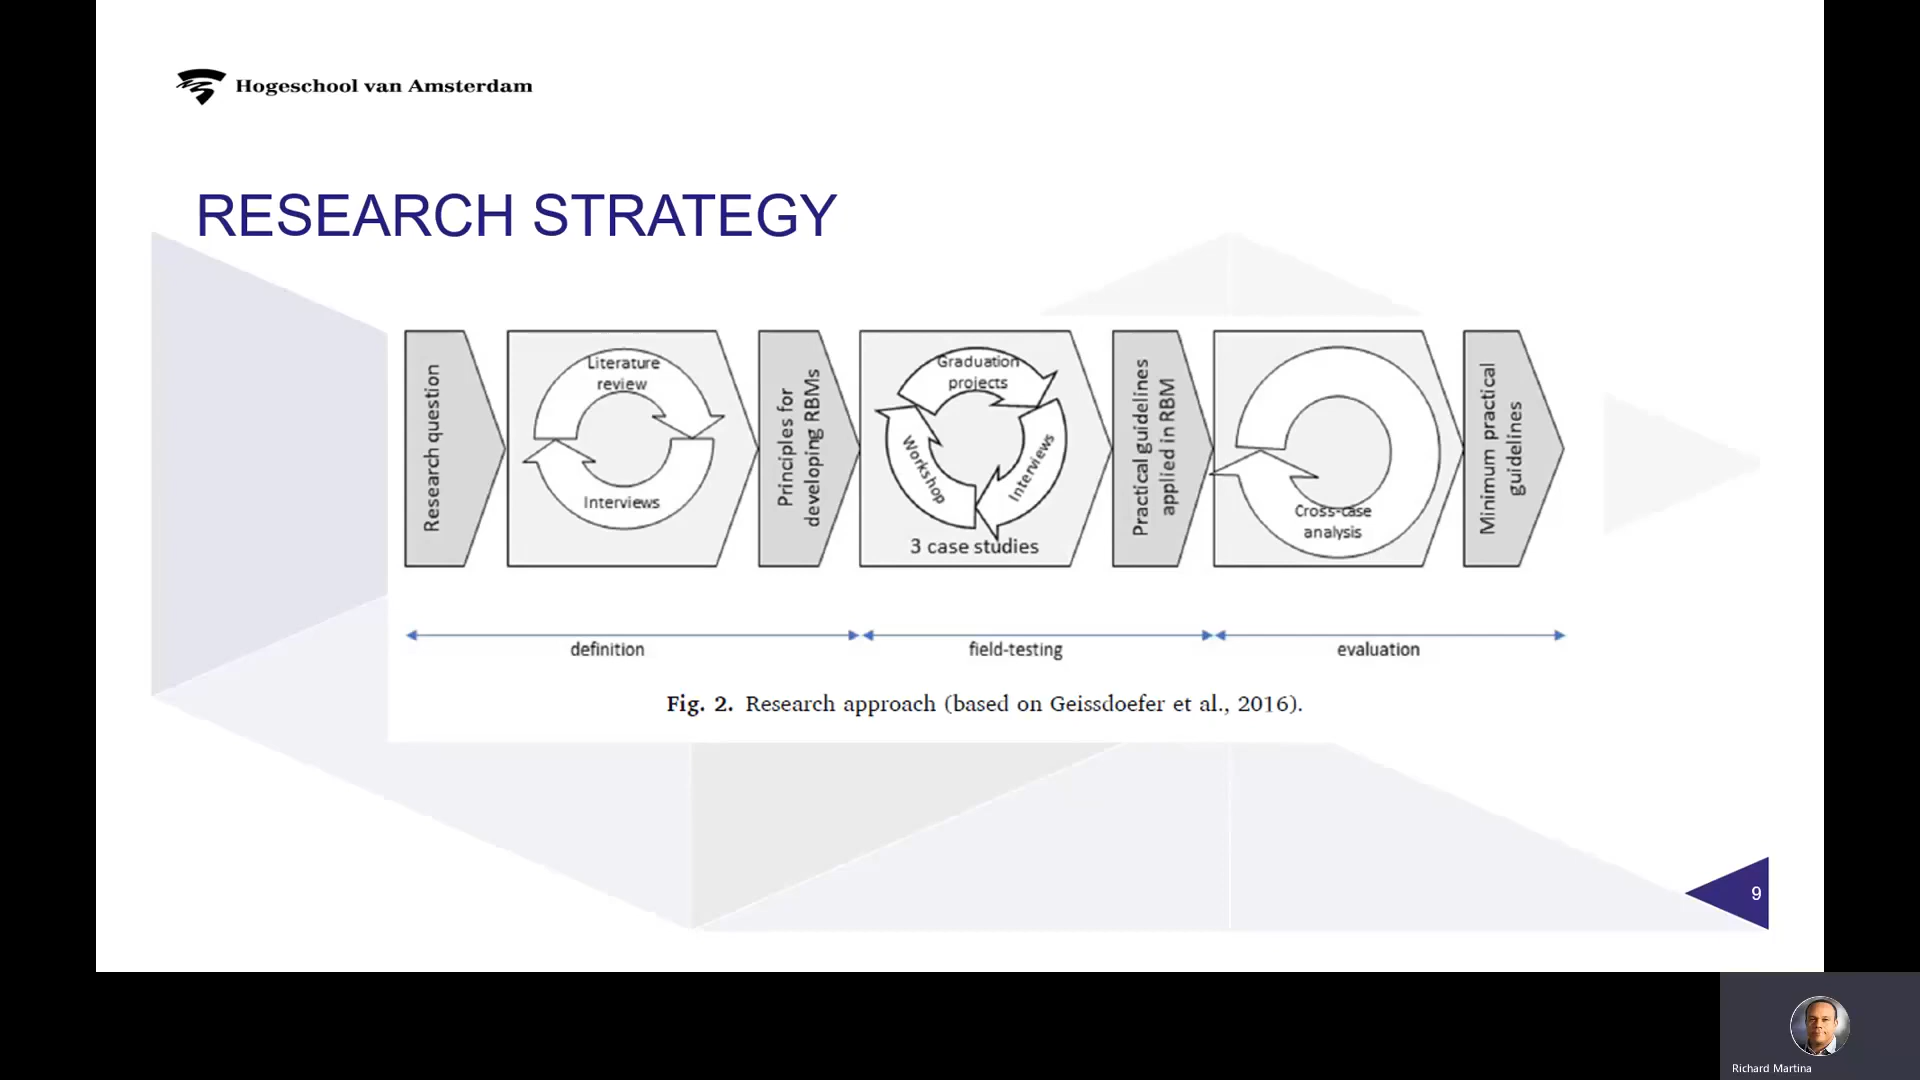 Hogeschool van Amsterdam
RESEARCH STRATEGY
Research question
Literature
review
Interviews
Principles for
developing RBMs
Graduation
projects
Workshop
Interviews
3 case studies
Practical guidelines
applied in RBM
Cross-case
analysis
Minimum practical
guidelines
definition
field-testing
evaluation
Fig. 2. Research approach (based on Geissdoefer et al., 2016).
9
Richard Martina